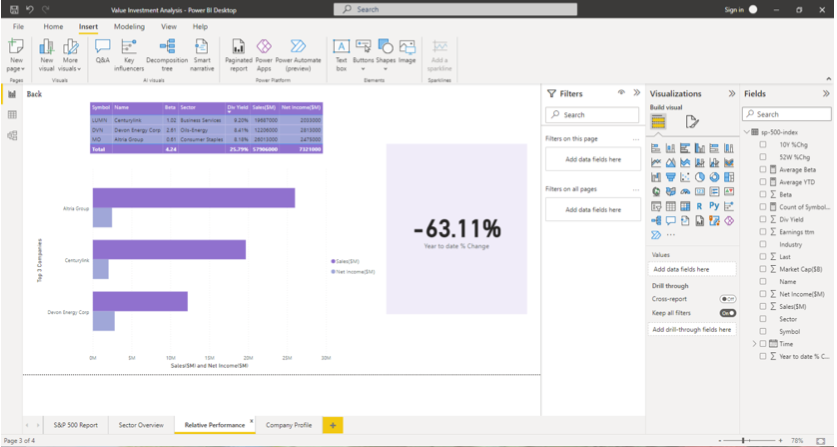 Value Investment Analysis - Power BI Desktop
Search
Sign in
File Home Insert Modeling View Help
New page New visual More visuals Q&A Key influencers Decomposition tree Smart narrative Paginated report Power Apps Power Automate (preview) Text box Buttons Shapes Image Add a sparkline
Pages Visuals AI visuals Power Platform Elements Sparklines
Back
Symbol Name Beta Sector Div Yield Sales($M) Net Income($M)
LUMN Centurylink 1.02 Business Services 9.20%
DVN Devon Energy Corp 2.61 Oils-Energy 8.41%
MO Altria Group 0.61 Consumer Staples 8.18%
Total 4.24 25.79% 57906000 7321000
Top 3 Companies
Altria Group
Centurylink
Devon Energy Corp
0M 5M 10M 15M 20M 25M 30M
Sales($M) and Net Income($M)
Sales($M)
Net Income($M)
-63.11%
Year to date % Change
Filters
Search
Filters on this page ...
Add data fields here
Filters on all pages ...
Add data fields here
Visualizations
Build visual
R Py
...
Values
Add data fields here
Drill through
Cross-report Off
Keep all filters On
Add drill-through fields here
Fields
Search
sp-500-index
10Y %Chg
52W %Chg
Average Beta
Average YTD
Beta
Count of Symbol...
Div Yield
Earnings ttm
Industry
Last
Market Cap($B)
Name
Net Income($M)
Sales($M)
Sector
Symbol
Time
Year to date % C...
S&P 500 Report Sector Overview Relative Performance Company Profile +
Page 3 of 4
- + 78%